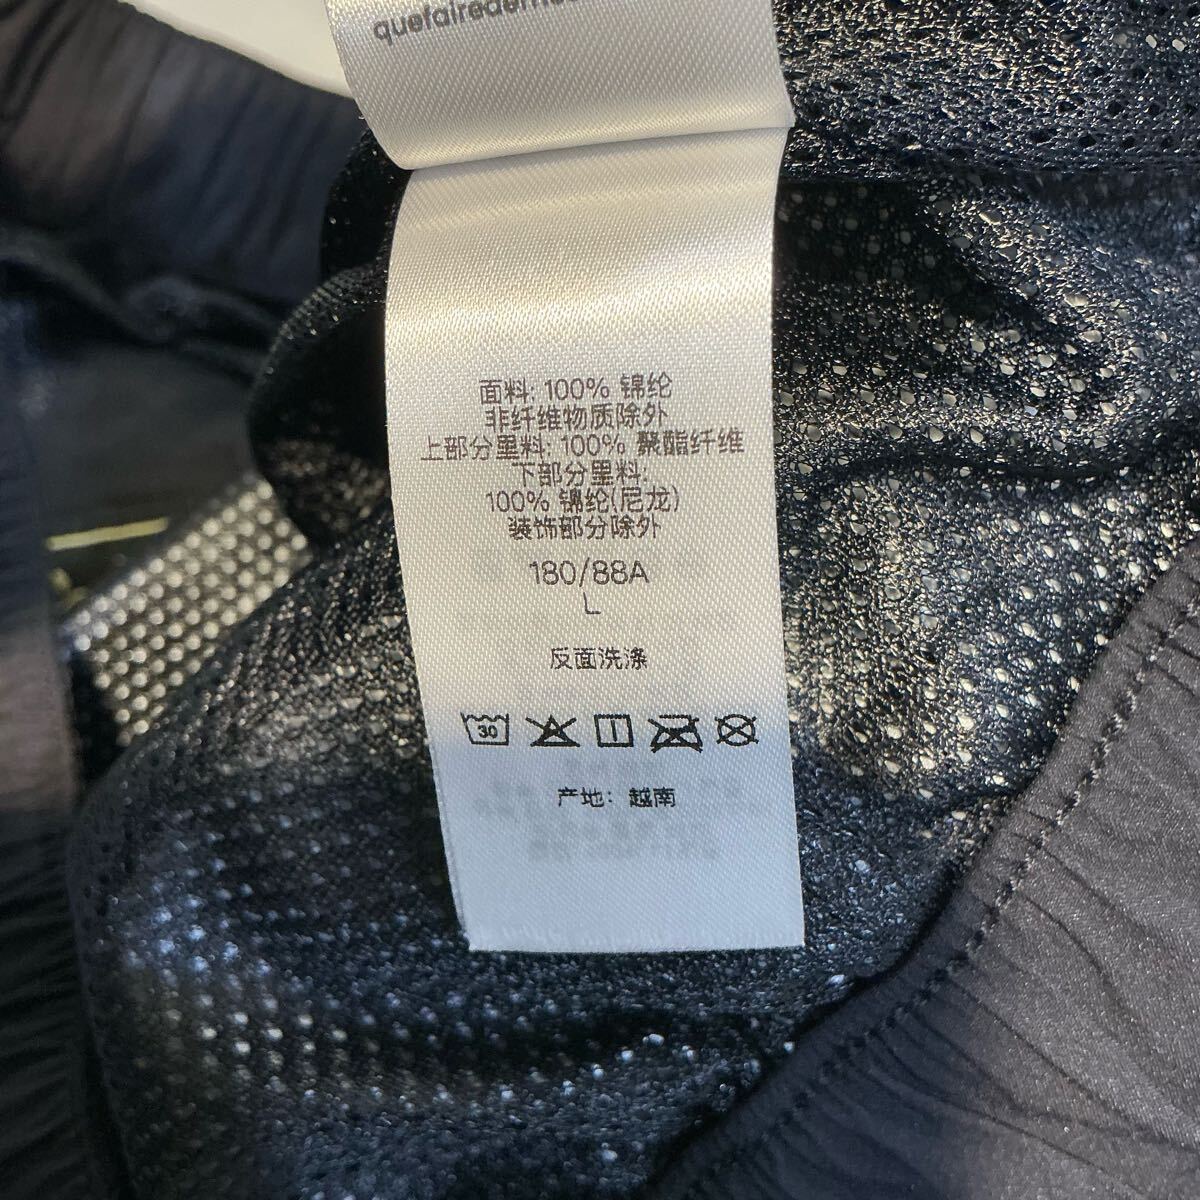 面料: 100% 锦纶
非纤维物质除外
上部分里料: 100% 聚酯纤维
下部分里料:
100% 锦纶(尼龙)
装饰部分除外
180/88A
L
反面洗涤
30
产地: 越南